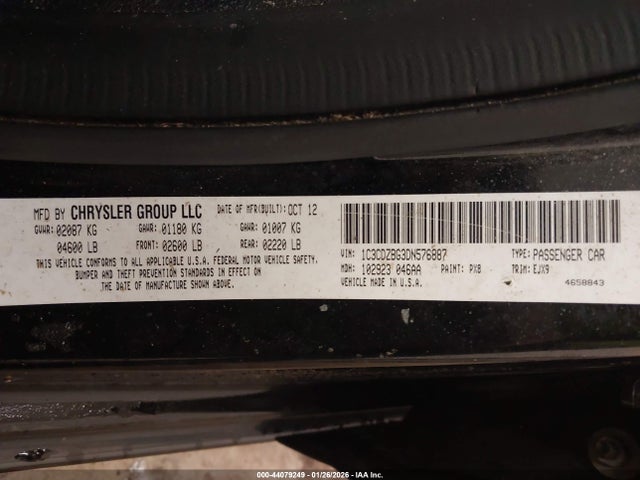 MFD BY CHRYSLER GROUP LLC DATE OF MFR(BUILT): OCT 12
GVWR: 02087 KG GAWR: 01180 KG GAWR: 01007 KG
04600 LB FRONT: 02600 LB REAR: 02220 LB
THIS VEHICLE CONFORMS TO ALL APPLICABLE U.S.A. FEDERAL MOTOR VEHICLE SAFETY,
BUMPER AND THEFT PREVENTION STANDARDS IN EFFECT ON
THE DATE OF MANUFACTURE SHOWN ABOVE.
VIN: 1C3CDZBG3DN576887 TYPE: PASSENGER CAR
MDH: 102923 046AA PAINT: PX8 TRIM: EJX9
VEHICLE MADE IN U.S.A. 4658843
000-44079249 | 01/26/2026 - IAA Inc.